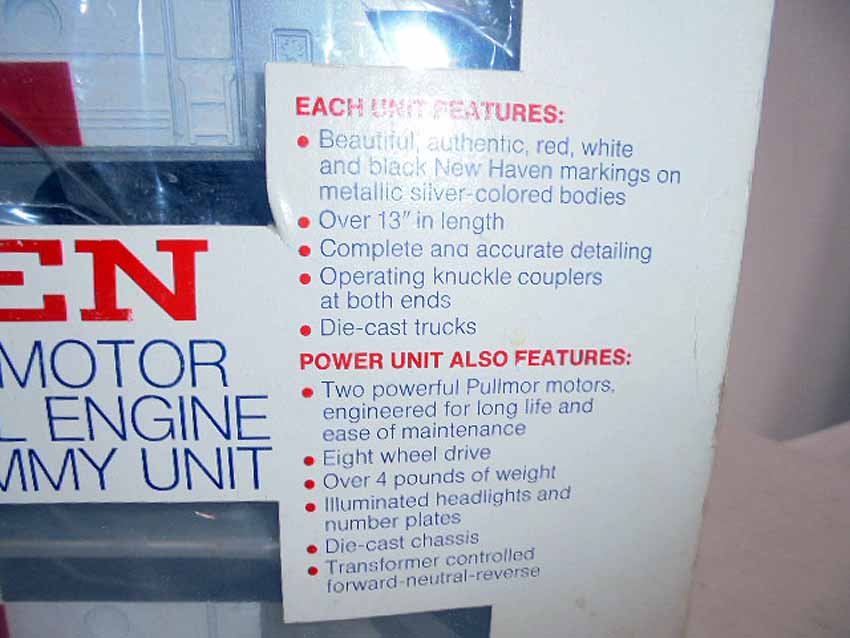 EACH UNIT FEATURES:
• Beautiful, authentic, red, white
and black New Haven markings on
metallic silver-colored bodies
• Over 13" in length
• Complete and accurate detailing
• Operating knuckle couplers
at both ends
• Die-cast trucks
POWER UNIT ALSO FEATURES:
• Two powerful Pullmor motors,
engineered for long life and
ease of maintenance
• Eight wheel drive
• Over 4 pounds of weight
• Illuminated headlights and
number plates
• Die-cast chassis
• Transformer controlled
forward-neutral-reverse
EN
MOTOR
L ENGINE
MMY UNIT